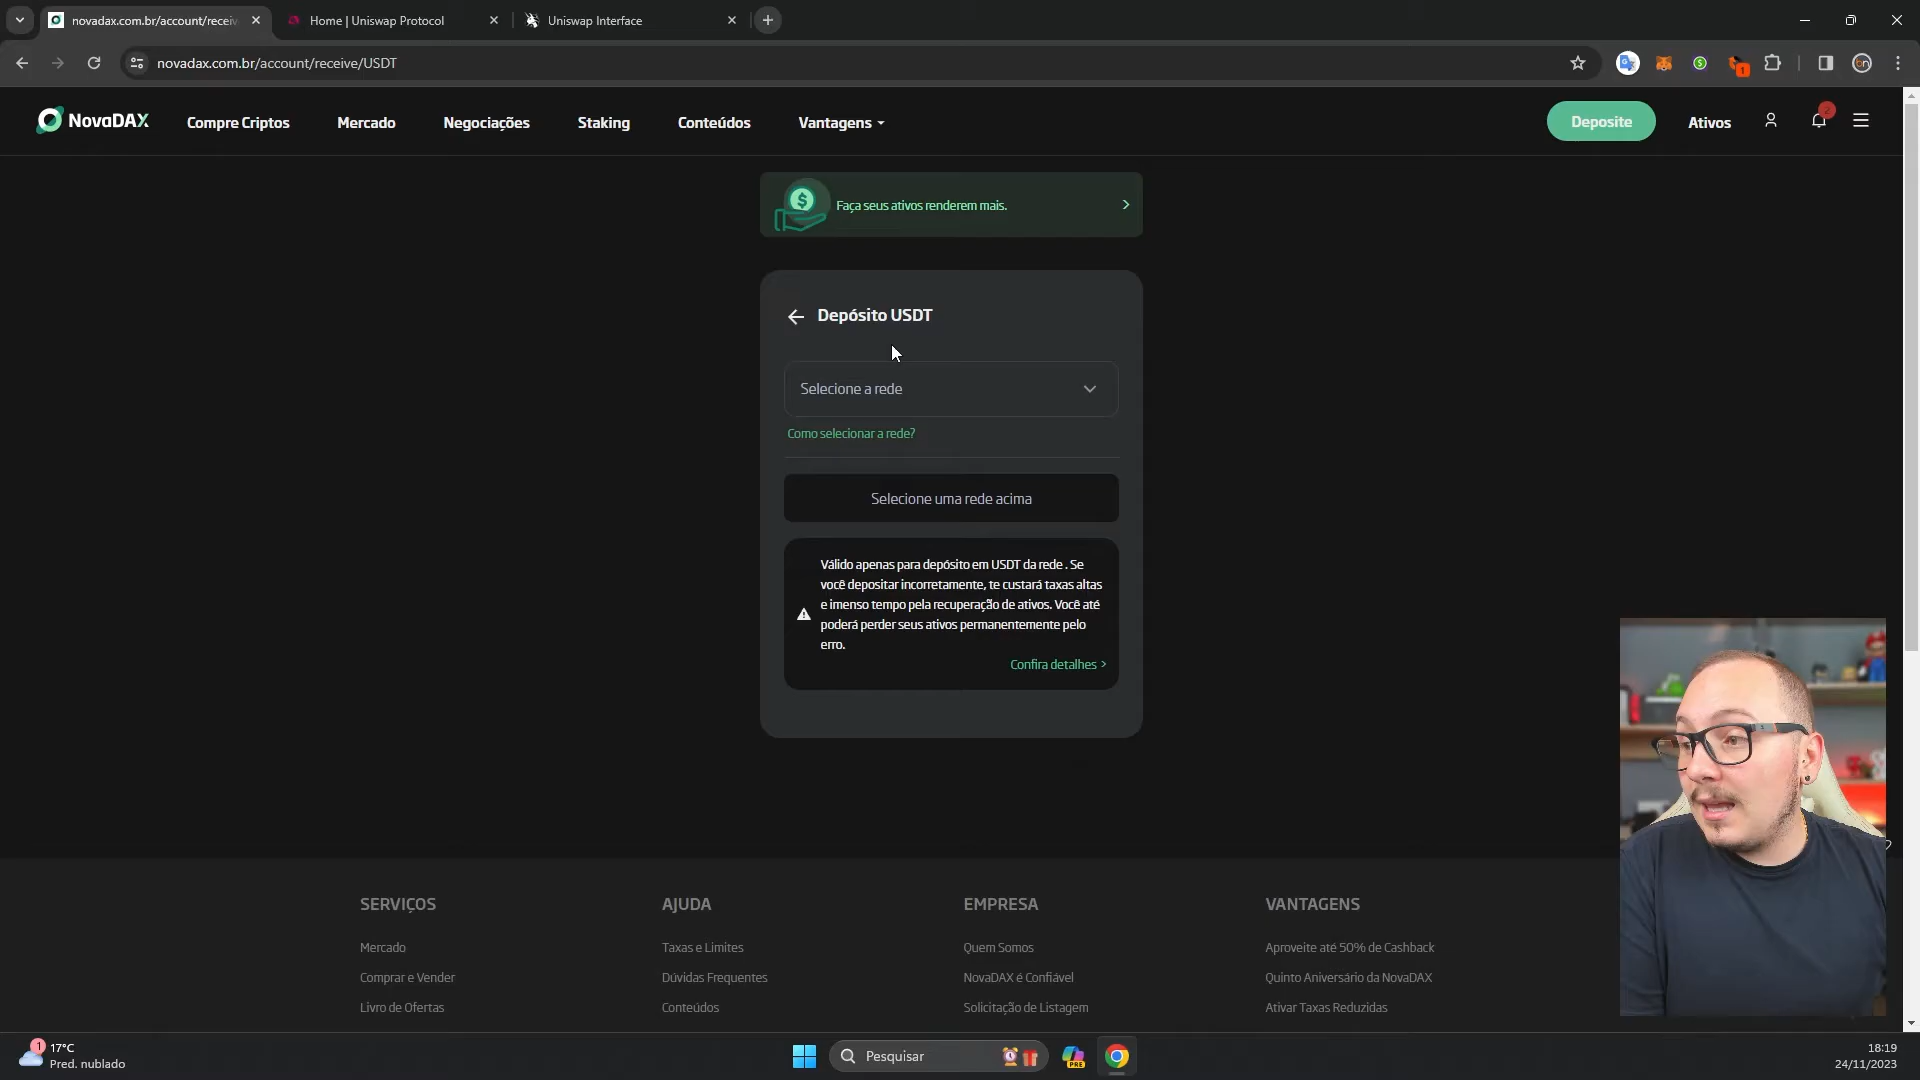 novadax.com.br/account/receiv
Home | Uniswap Protocol
Uniswap Interface
novadax.com.br/account/receive/USDT
1
NovaDAX
Compre Criptos
Mercado
Negociações
Staking
Conteúdos
Vantagens
Deposite
Ativos
2
Faça seus ativos renderem mais.
Depósito USDT
Selecione a rede
Como selecionar a rede?
Selecione uma rede acima
Válido apenas para depósito em USDT da rede . Se
você depositar incorretamente, te custará taxas altas
e imenso tempo pela recuperação de ativos. Você até
poderá perder seus ativos permanentemente pelo
erro.
Confira detalhes >
SERVIÇOS
AJUDA
EMPRESA
VANTAGENS
Mercado
Taxas e Limites
Quem Somos
Aproveite até 50% de Cashback
Comprar e Vender
Dúvidas Frequentes
NovaDAX é Confiável
Quinto Aniversário da NovaDAX
Livro de Ofertas
Conteúdos
Solicitação de Listagem
Ativar Taxas Reduzidas
1
17°C
Pred. nublado
Pesquisar
PRE
18:19
24/11/2023